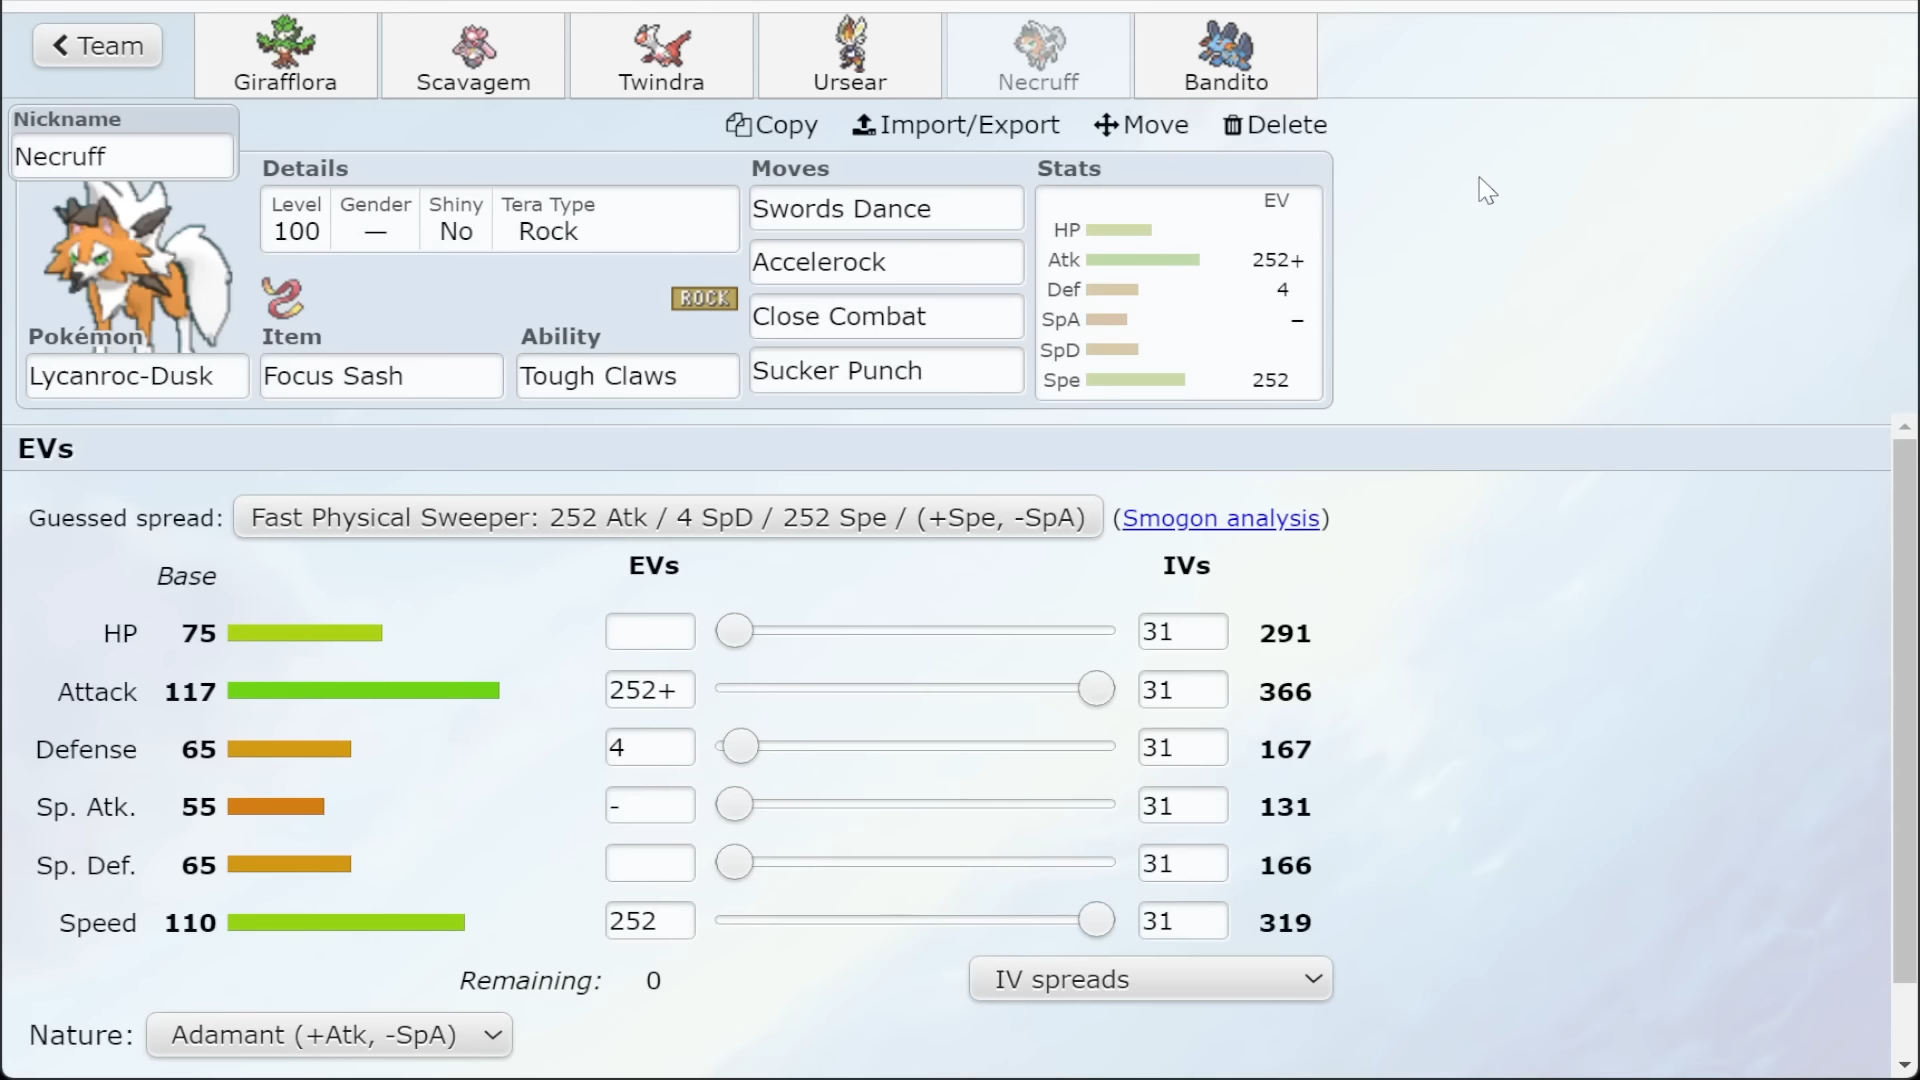 Team
Girafflora
Scavagem
Twindra
Ursear
Necruff
Bandito
Nickname
Necruff
Copy
Import/Export
Move
Delete
Details
Level Gender Shiny Tera Type
100 — No Rock
ROCK
Pokémon
Lycanroc-Dusk
Item
Focus Sash
Ability
Tough Claws
Moves
Swords Dance
Accelerock
Close Combat
Sucker Punch
Stats
EV
HP
Atk 252+
Def 4
SpA –
SpD
Spe 252
EVs
Guessed spread: Fast Physical Sweeper: 252 Atk / 4 SpD / 252 Spe / (+Spe, -SpA) (Smogon analysis)
Base EVs IVs
HP 75 31 291
Attack 117 252+ 31 366
Defense 65 4 31 167
Sp. Atk. 55 - 31 131
Sp. Def. 65 31 166
Speed 110 252 31 319
Remaining: 0 IV spreads
Nature: Adamant (+Atk, -SpA)